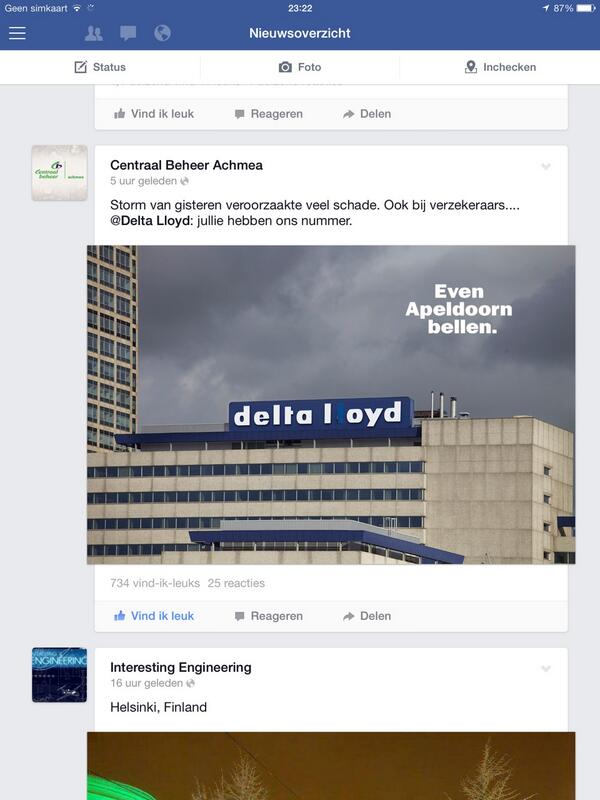 Geen simkaart
23:22
87%
Nieuwsoverzicht
Status
Foto
Inchecken
Vind ik leuk
Reageren
Delen
Centraal beheer achmea
Centraal Beheer Achmea
5 uur geleden
Storm van gisteren veroorzaakte veel schade. Ook bij verzekeraars....
@Delta Lloyd: jullie hebben ons nummer.
Even
Apeldoorn
bellen.
delta l oyd
734 vind-ik-leuks 25 reacties
Vind ik leuk
Reageren
Delen
ENGINEERING
Interesting Engineering
16 uur geleden
Helsinki, Finland